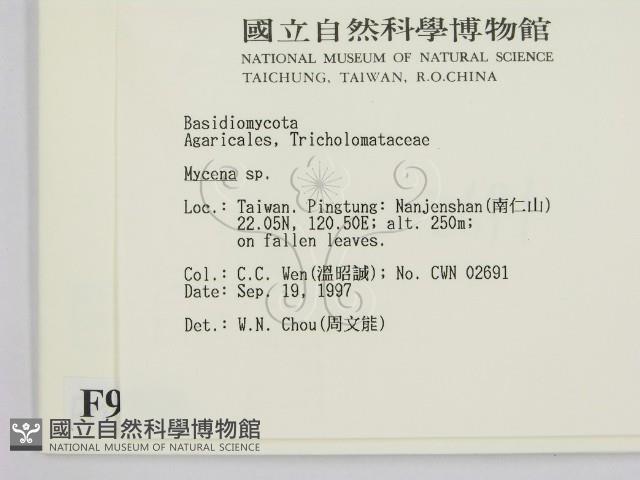 國立自然科學博物館
NATIONAL MUSEUM OF NATURAL SCIENCE
TAICHUNG, TAIWAN, R.O.CHINA
Basidiomycota
Agaricales, Tricholomataceae
Mycena sp.
Loc.: Taiwan. Pingtung: Nanjenshan(南仁山)
22.05N, 120.50E; alt. 250m;
on fallen leaves.
Col.: C.C. Wen(溫昭誠); No. CWN 02691
Date: Sep. 19, 1997
Det.: W.N. Chou(周文能)
F9
國立自然科學博物館
NATIONAL MUSEUM OF NATURAL SCIENCE